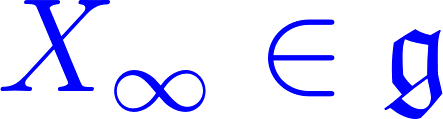 X∞ ∈ 𝔤